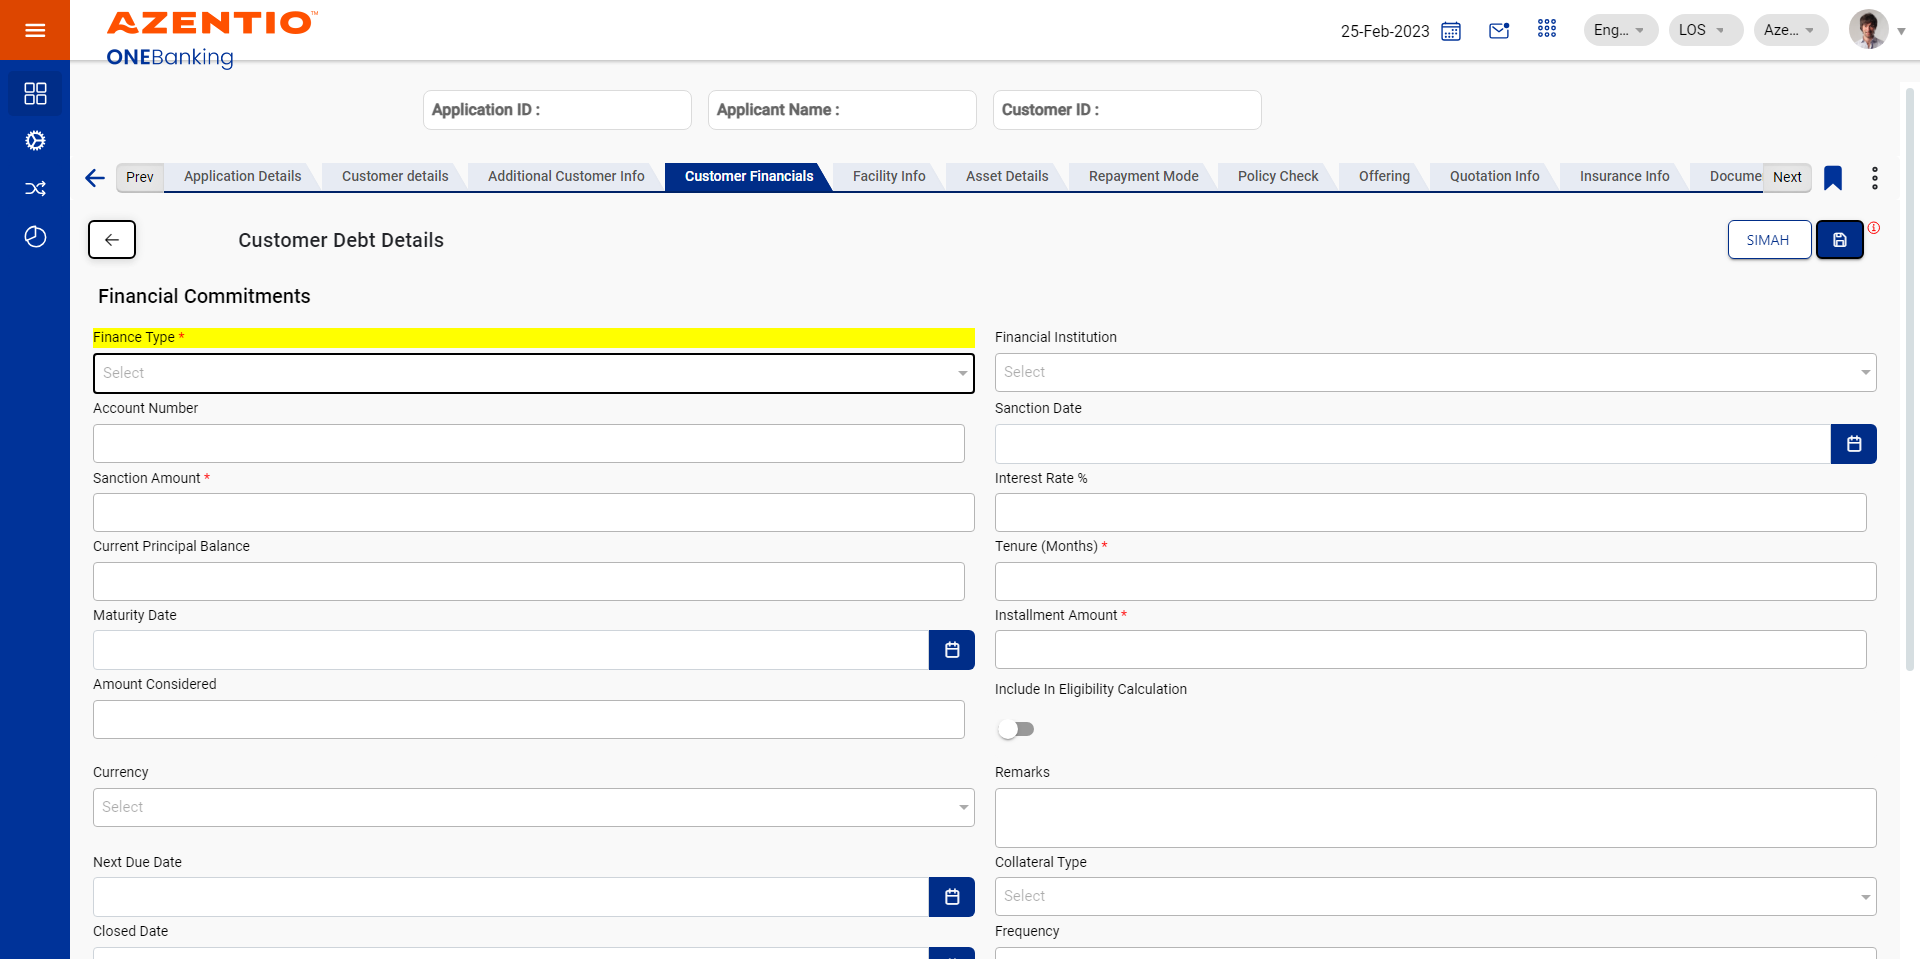 AZENTIO™
ONEBanking
25-Feb-2023
Eng...
LOS
Aze...
Application ID :
Applicant Name :
Customer ID :
Prev
Application Details
Customer details
Additional Customer Info
Customer Financials
Facility Info
Asset Details
Repayment Mode
Policy Check
Offering
Quotation Info
Insurance Info
Docume
Next
Customer Debt Details
SIMAH
Financial Commitments
Finance Type *
Financial Institution
Select
Select
Account Number
Sanction Date
Sanction Amount *
Interest Rate %
Current Principal Balance
Tenure (Months) *
Maturity Date
Installment Amount *
Amount Considered
Include In Eligibility Calculation
Currency
Remarks
Select
Next Due Date
Collateral Type
Select
Closed Date
Frequency